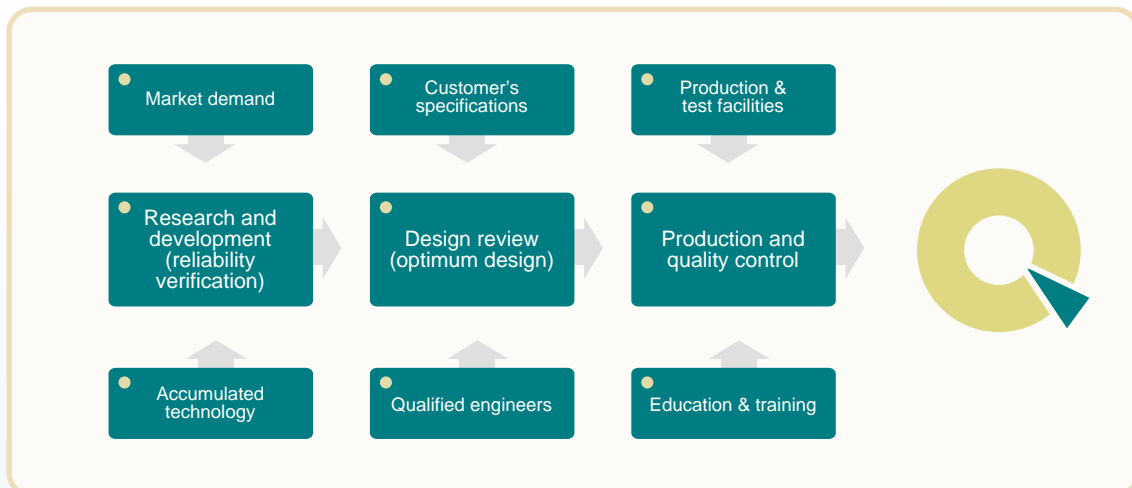 Market demand
Customer's
specifications
Production &
test facilities
Research and
development
(reliability
verification)
Design review
(optimum design)
Production and
quality control
Accumulated
technology
Qualified engineers
Education & training